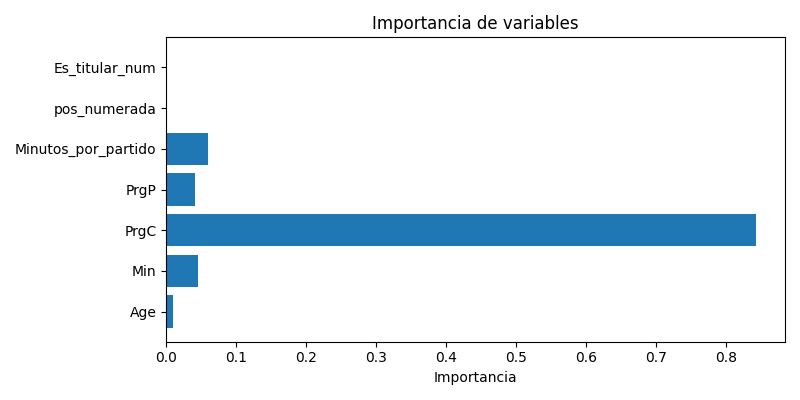 Importancia de variables
Es_titular_num
pos_numerada
Minutos_por_partido
PrgP
PrgC
Min
Age
0.0 0.1 0.2 0.3 0.4 0.5 0.6 0.7 0.8
Importancia